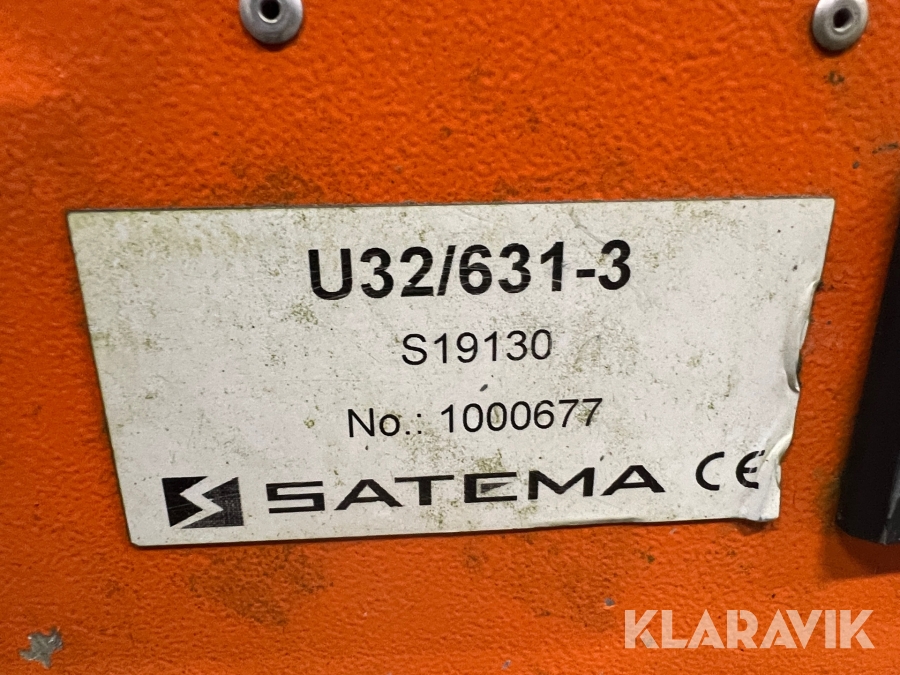 U32/631-3
S19130
No.: 1000677
SATEMA CE
KLARAVIK